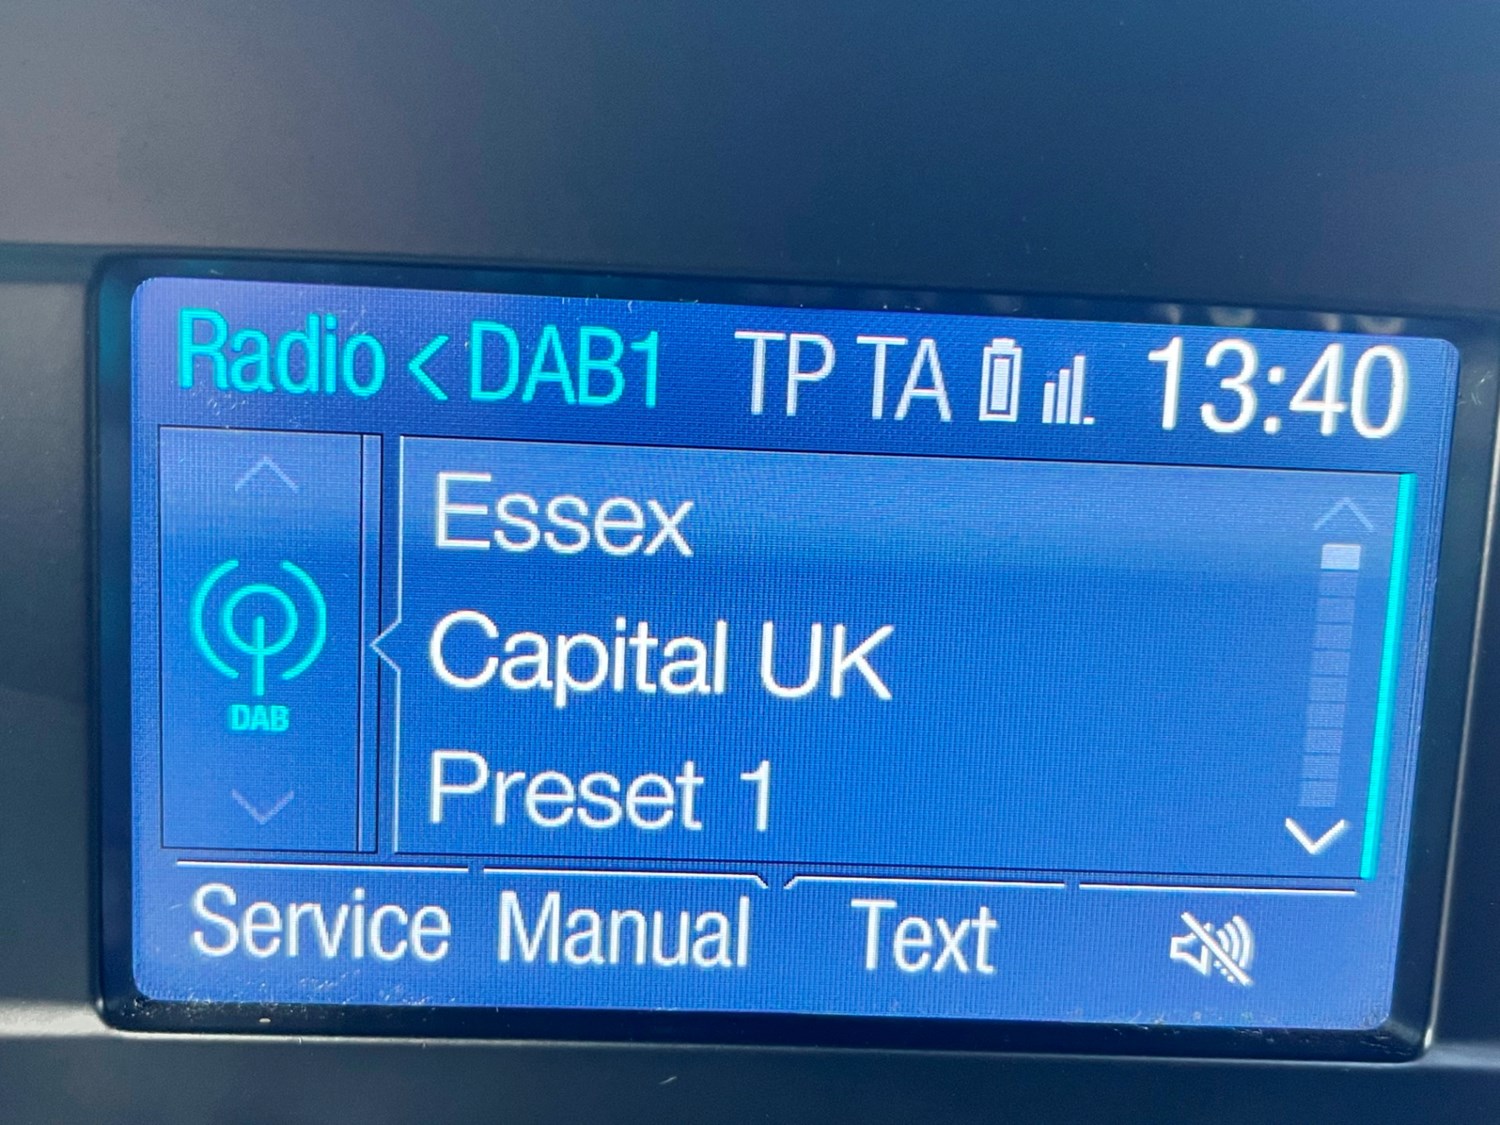 Radio < DAB1 TP TA 13:40
Essex
Capital UK
DAB
Preset 1
Service Manual Text